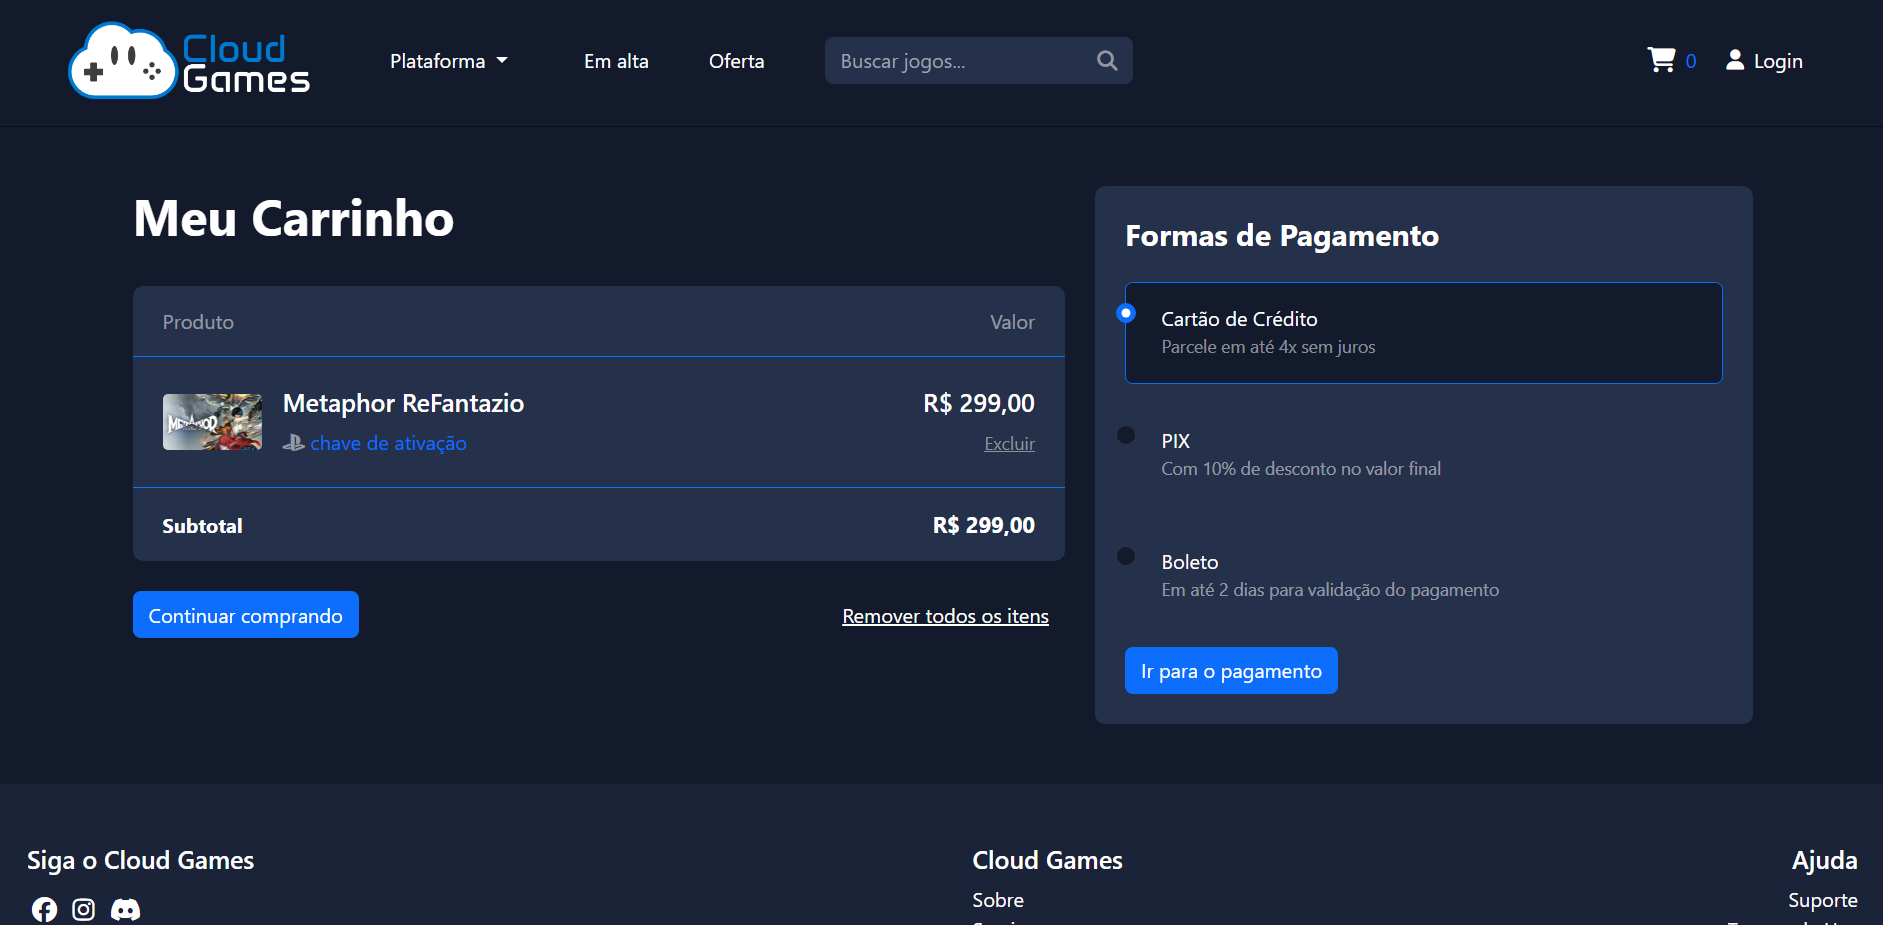 Cloud
Games
Plataforma
Em alta
Oferta
Buscar jogos...
0
Login
Meu Carrinho
Produto
Valor
METAPHOR
Metaphor ReFantazio
R$ 299,00
chave de ativação
Excluir
Subtotal
R$ 299,00
Continuar comprando
Remover todos os itens
Formas de Pagamento
Cartão de Crédito
Parcele em até 4x sem juros
PIX
Com 10% de desconto no valor final
Boleto
Em até 2 dias para validação do pagamento
Ir para o pagamento
Siga o Cloud Games
Cloud Games
Sobre
Ajuda
Suporte